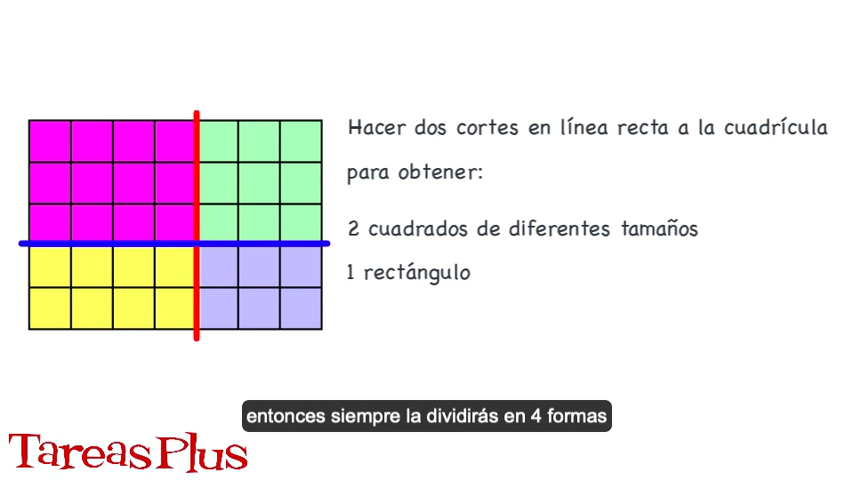 Hacer dos cortes en línea recta a la cuadrícula
para obtener:
2 cuadrados de diferentes tamaños
1 rectángulo
entonces siempre la dividirás en 4 formas
TareasPlus